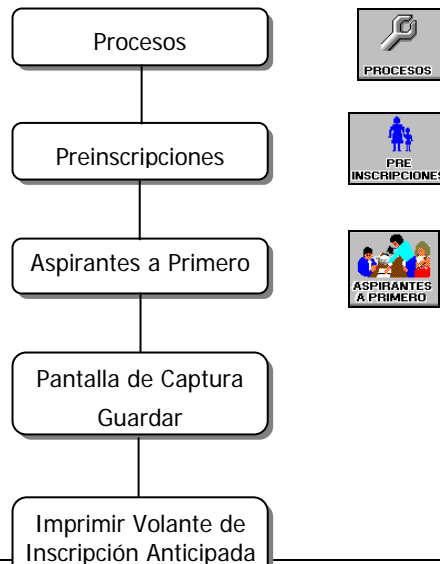 Procesos
PROCESOS
Preinscripciones
PRE
INSCRIPCIONES
Aspirantes a Primero
ASPIRANTES
A PRIMERO
Pantalla de Captura
Guardar
Imprimir Volante de
Inscripción Anticipada